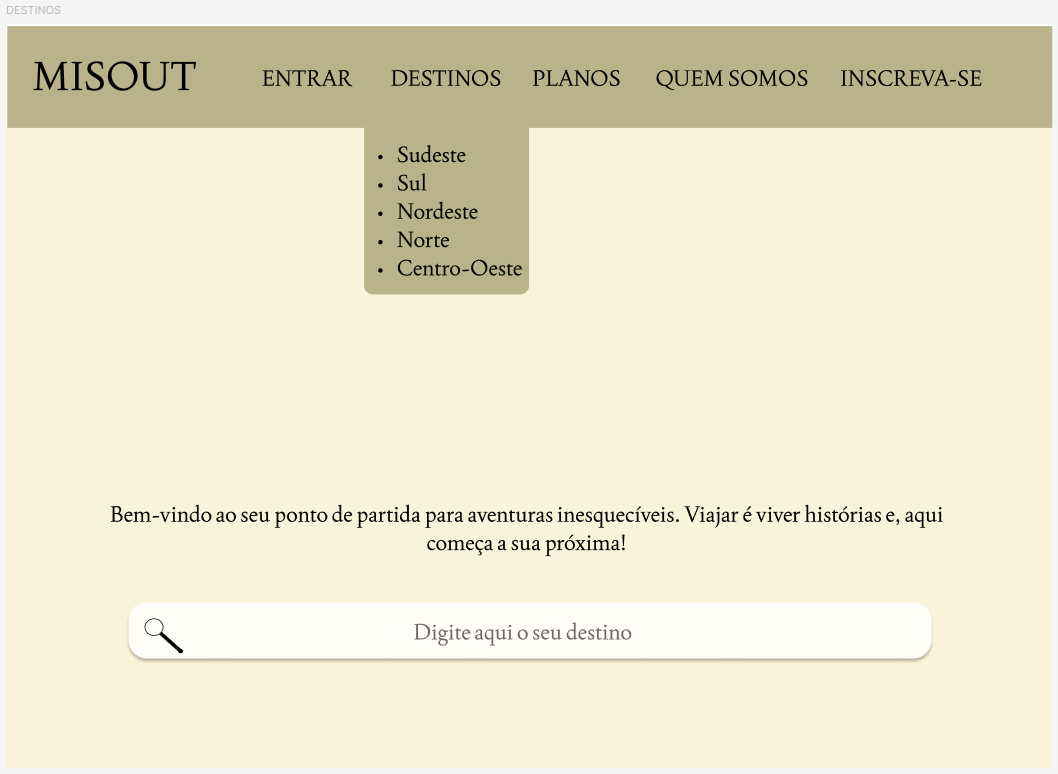 DESTINOS
MISOUT ENTRAR DESTINOS PLANOS QUEM SOMOS INSCREVA-SE
• Sudeste
• Sul
• Nordeste
• Norte
• Centro-Oeste
Bem-vindo ao seu ponto de partida para aventuras inesquecíveis. Viajar é viver histórias e, aqui
começa a sua próxima!
Digite aqui o seu destino